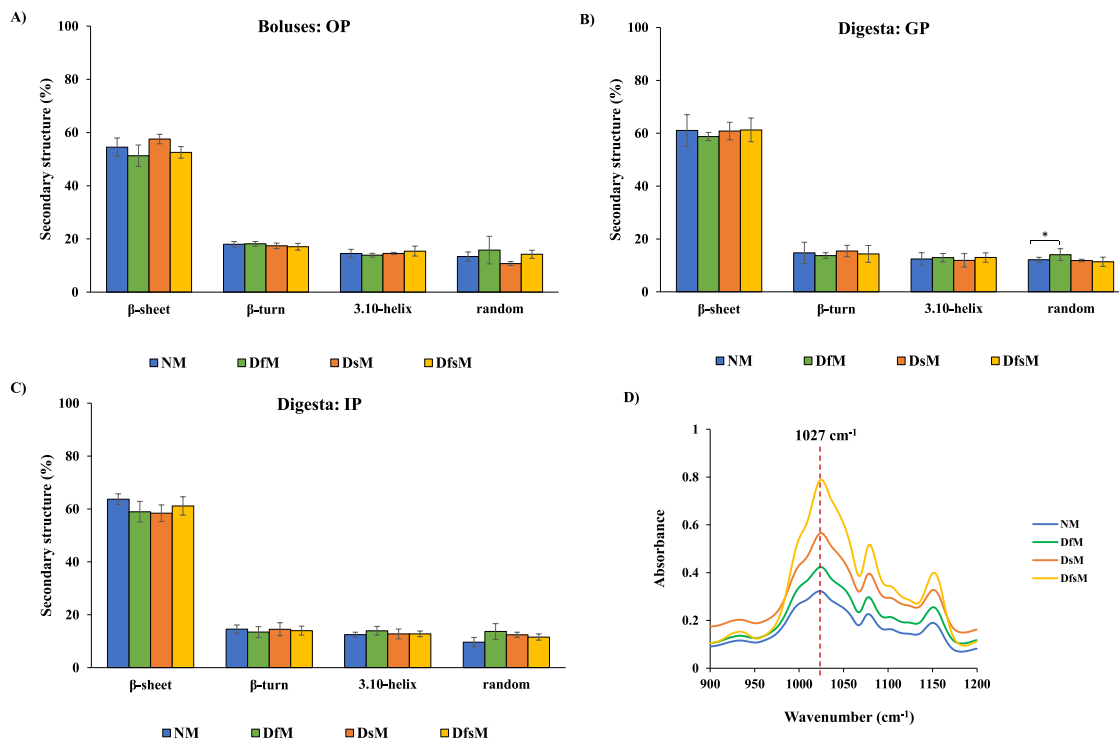 A)
Boluses: OP
Secondary structure (%)
100
80
60
40
20
0
β-sheet β-turn 3.10-helix random
NM DfM DsM DfsM
B)
Digesta: GP
Secondary structure (%)
100
80
60
40
20
0
*
β-sheet β-turn 3.10-helix random
NM DfM DsM DfsM
C)
Digesta: IP
Secondary structure (%)
100
80
60
40
20
0
β-sheet β-turn 3.10-helix random
NM DfM DsM DfsM
D)
1027 cm⁻¹
Absorbance
1
0.8
0.6
0.4
0.2
0
900 950 1000 1050 1100 1150 1200
Wavenumber (cm⁻¹)
NM
DfM
DsM
DfsM